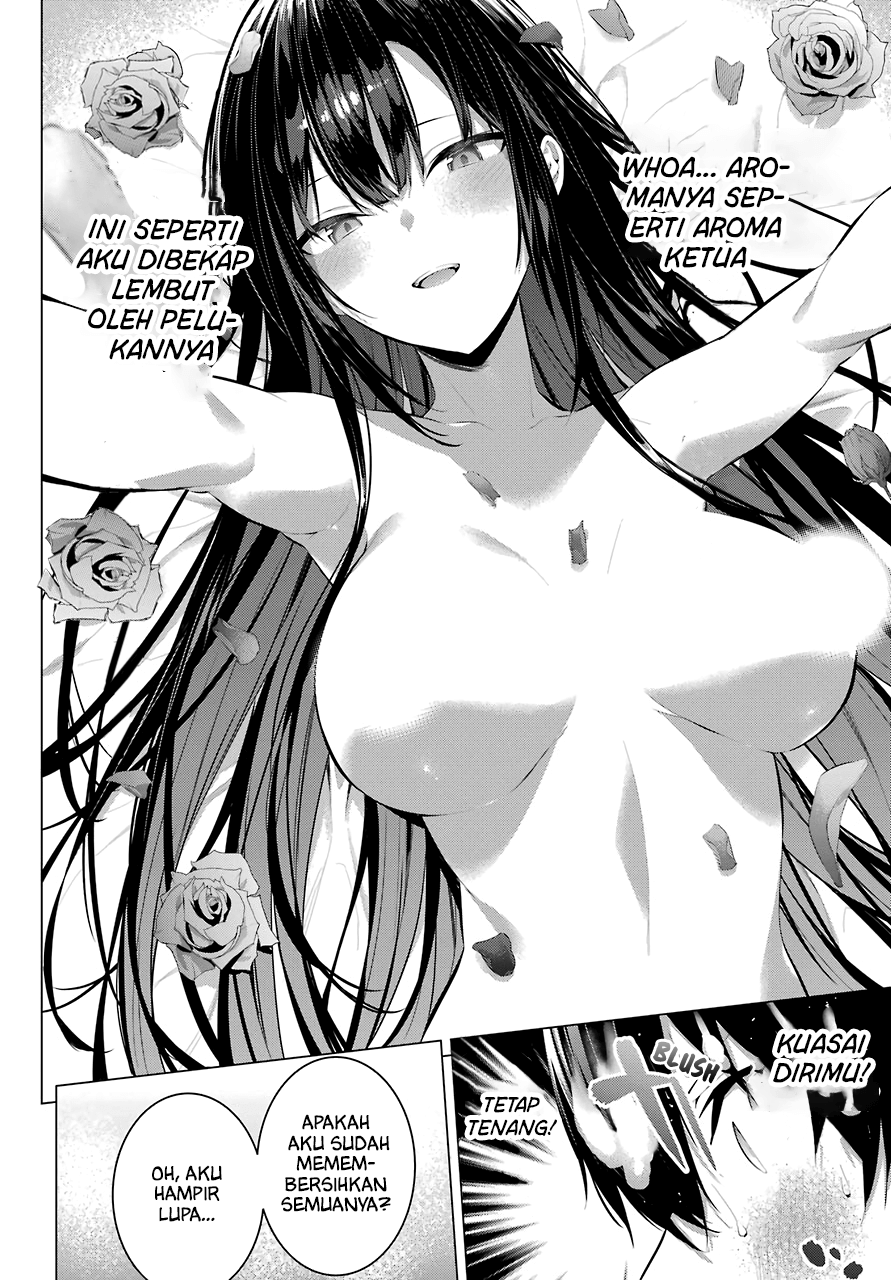 WHOA... ARO-
MANYA SEP-
ERTI AROMA
KETUA
INI SEPERTI
AKU DIBEKAP
LEMBUT
OLEH PELU-
KANNYA
KUASAI
DIRIMU!
BLUSH
TETAP
TENANG!
APAKAH
AKU SUDAH
MEMEM-
BERSIHKAN
SEMUANYA?
OH, AKU
HAMPIR
LUPA...